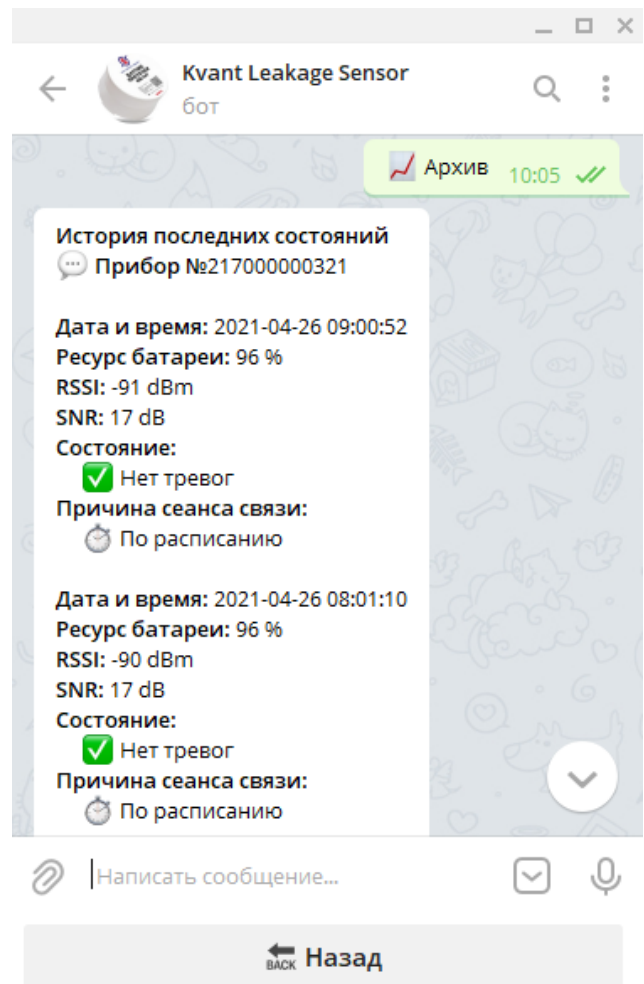 Kvant Leakage Sensor
бот
Архив 10:05
История последних состояний
Прибор №217000000321
Дата и время: 2021-04-26 09:00:52
Ресурс батареи: 96 %
RSSI: -91 dBm
SNR: 17 dB
Состояние:
Нет тревог
Причина сеанса связи:
По расписанию
Дата и время: 2021-04-26 08:01:10
Ресурс батареи: 96 %
RSSI: -90 dBm
SNR: 17 dB
Состояние:
Нет тревог
Причина сеанса связи:
По расписанию
Написать сообщение...
BACK Назад